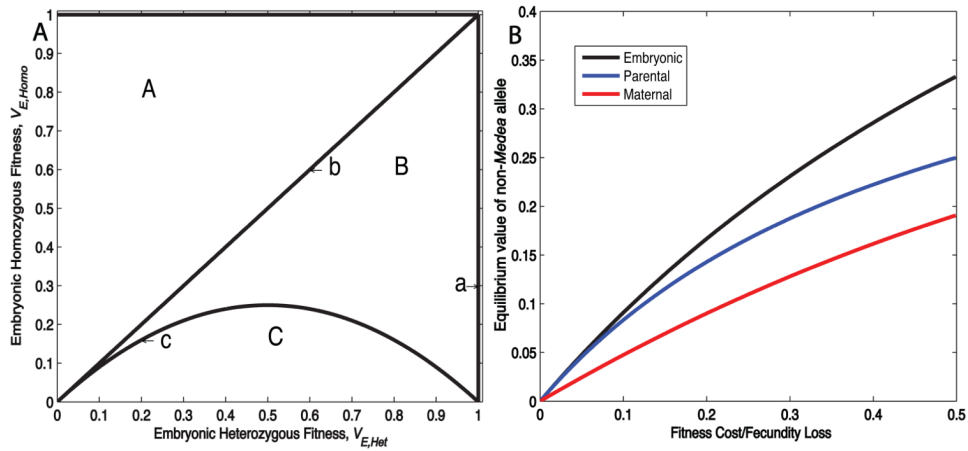 A
1
0.9
0.8
0.7
0.6
0.5
0.4
0.3
0.2
0.1
0
Embryonic Homozygous Fitness, V_E,Homo
A
B
C
b
a
c
0 0.1 0.2 0.3 0.4 0.5 0.6 0.7 0.8 0.9 1
Embryonic Heterozygous Fitness, V_E,Het
B
0.4
0.35
0.3
0.25
0.2
0.15
0.1
0.05
0
Equilibrium value of non-Medea allele
Embryonic
Parental
Maternal
0 0.1 0.2 0.3 0.4 0.5
Fitness Cost/Fecundity Loss